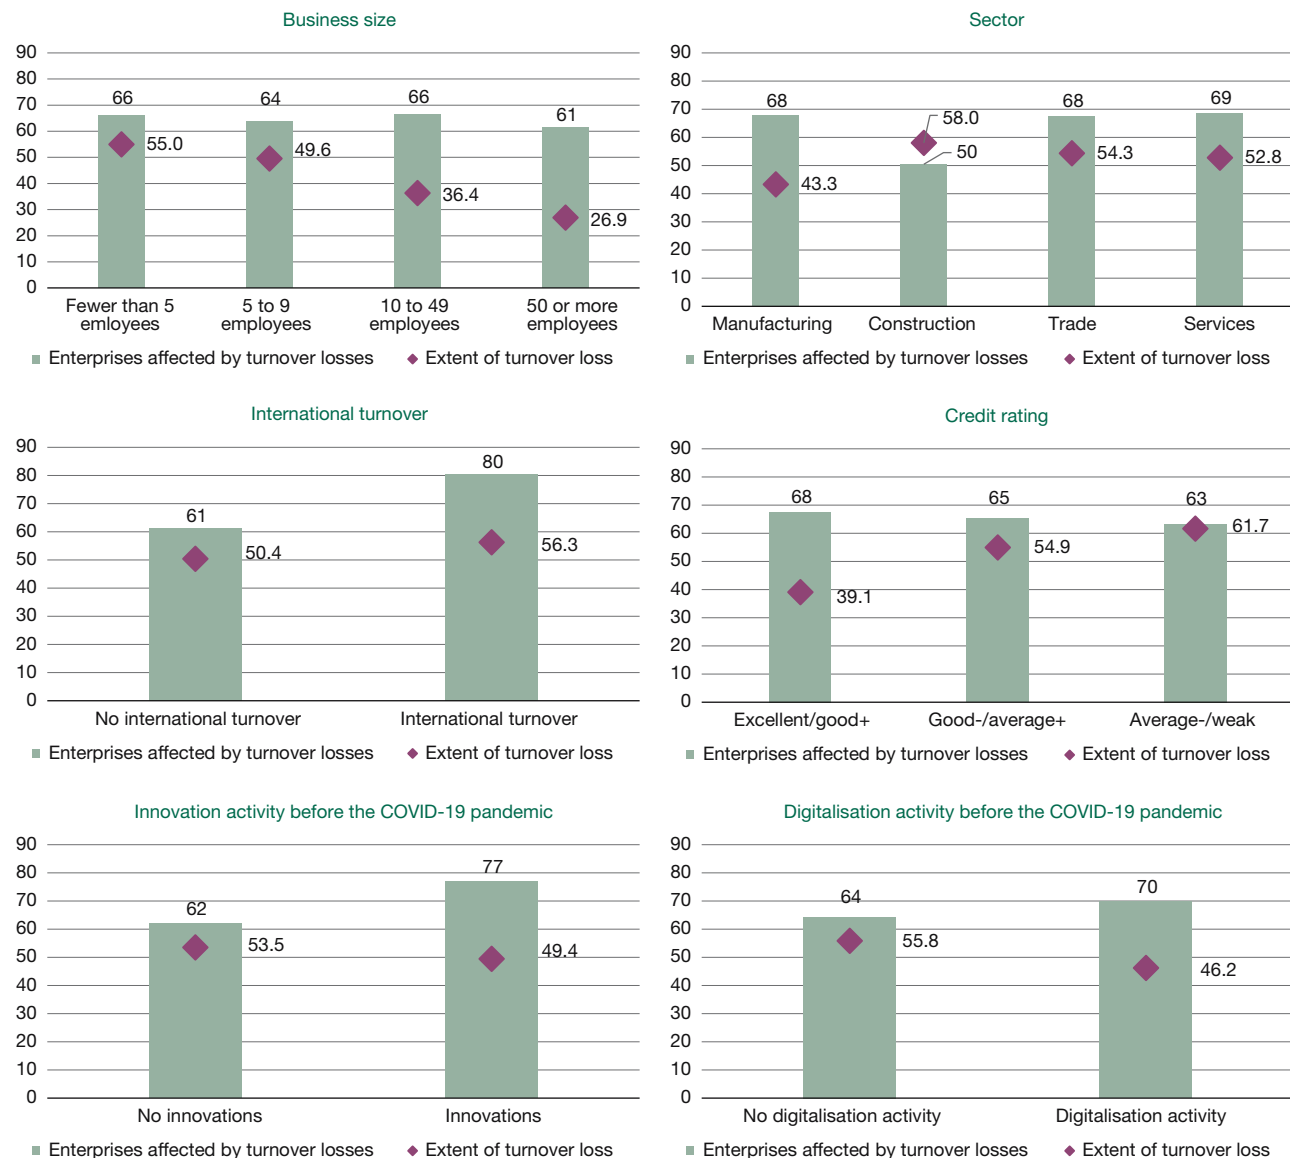 Business size
90
80
70
60
50
40
30
20
10
0
66
64
66
61
55.0
49.6
36.4
26.9
Fewer than 5
emloyees
5 to 9
employees
10 to 49
employees
50 or more
employees
Enterprises affected by turnover losses
Extent of turnover loss
Sector
90
80
70
60
50
40
30
20
10
0
68
58.0
50
68
69
43.3
54.3
52.8
Manufacturing
Construction
Trade
Services
Enterprises affected by turnover losses
Extent of turnover loss
International turnover
90
80
70
60
50
40
30
20
10
0
61
80
50.4
56.3
No international turnover
International turnover
Enterprises affected by turnover losses
Extent of turnover loss
Credit rating
90
80
70
60
50
40
30
20
10
0
68
65
63
39.1
54.9
61.7
Excellent/good+
Good-/average+
Average-/weak
Enterprises affected by turnover losses
Extent of turnover loss
Innovation activity before the COVID-19 pandemic
90
80
70
60
50
40
30
20
10
0
62
77
53.5
49.4
No innovations
Innovations
Enterprises affected by turnover losses
Extent of turnover loss
Digitalisation activity before the COVID-19 pandemic
90
80
70
60
50
40
30
20
10
0
64
70
55.8
46.2
No digitalisation activity
Digitalisation activity
Enterprises affected by turnover losses
Extent of turnover loss